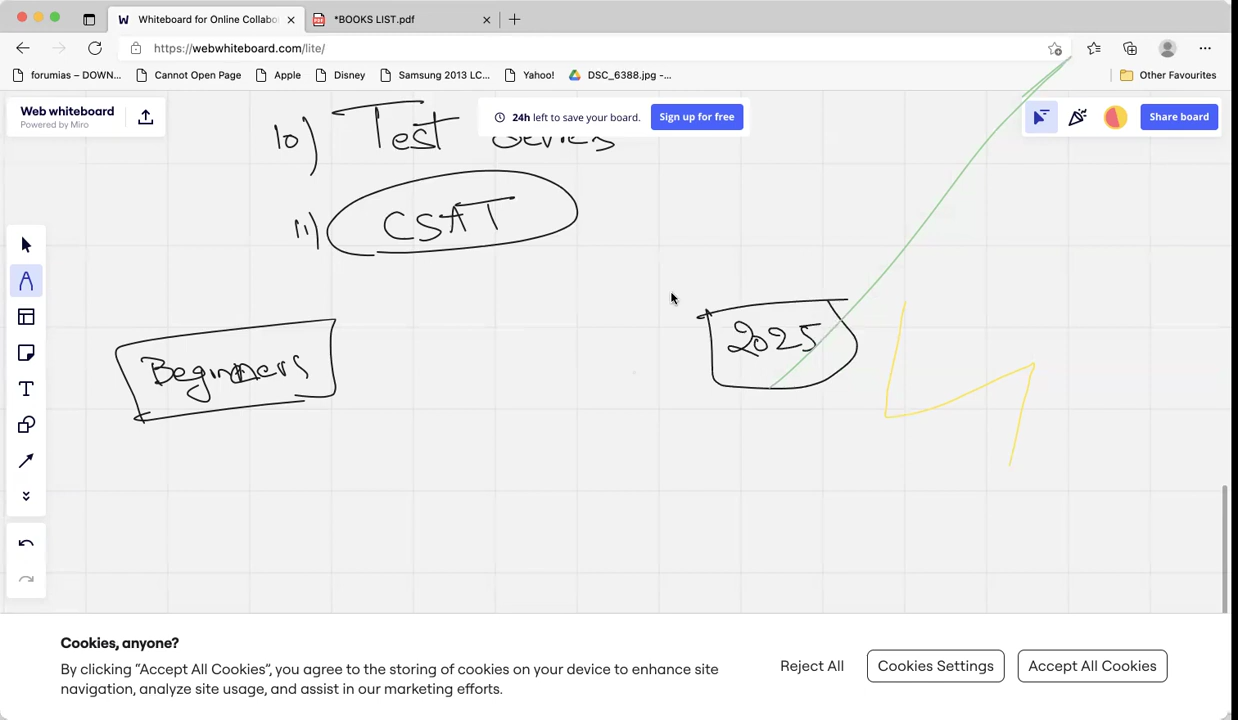 Whiteboard for Online Collabo
*BOOKS LIST.pdf
https://webwhiteboard.com/lite/
forumias – DOWN...
Cannot Open Page
Apple
Disney
Samsung 2013 LC...
Yahoo!
DSC_6388.jpg -...
Other Favourites
Web whiteboard
Powered by Miro
24h left to save your board.
Sign up for free
Share board
10) Test Series
11) CSAT
2025
Beginners
Cookies, anyone?
By clicking “Accept All Cookies”, you agree to the storing of cookies on your device to enhance site
navigation, analyze site usage, and assist in our marketing efforts.
Reject All
Cookies Settings
Accept All Cookies